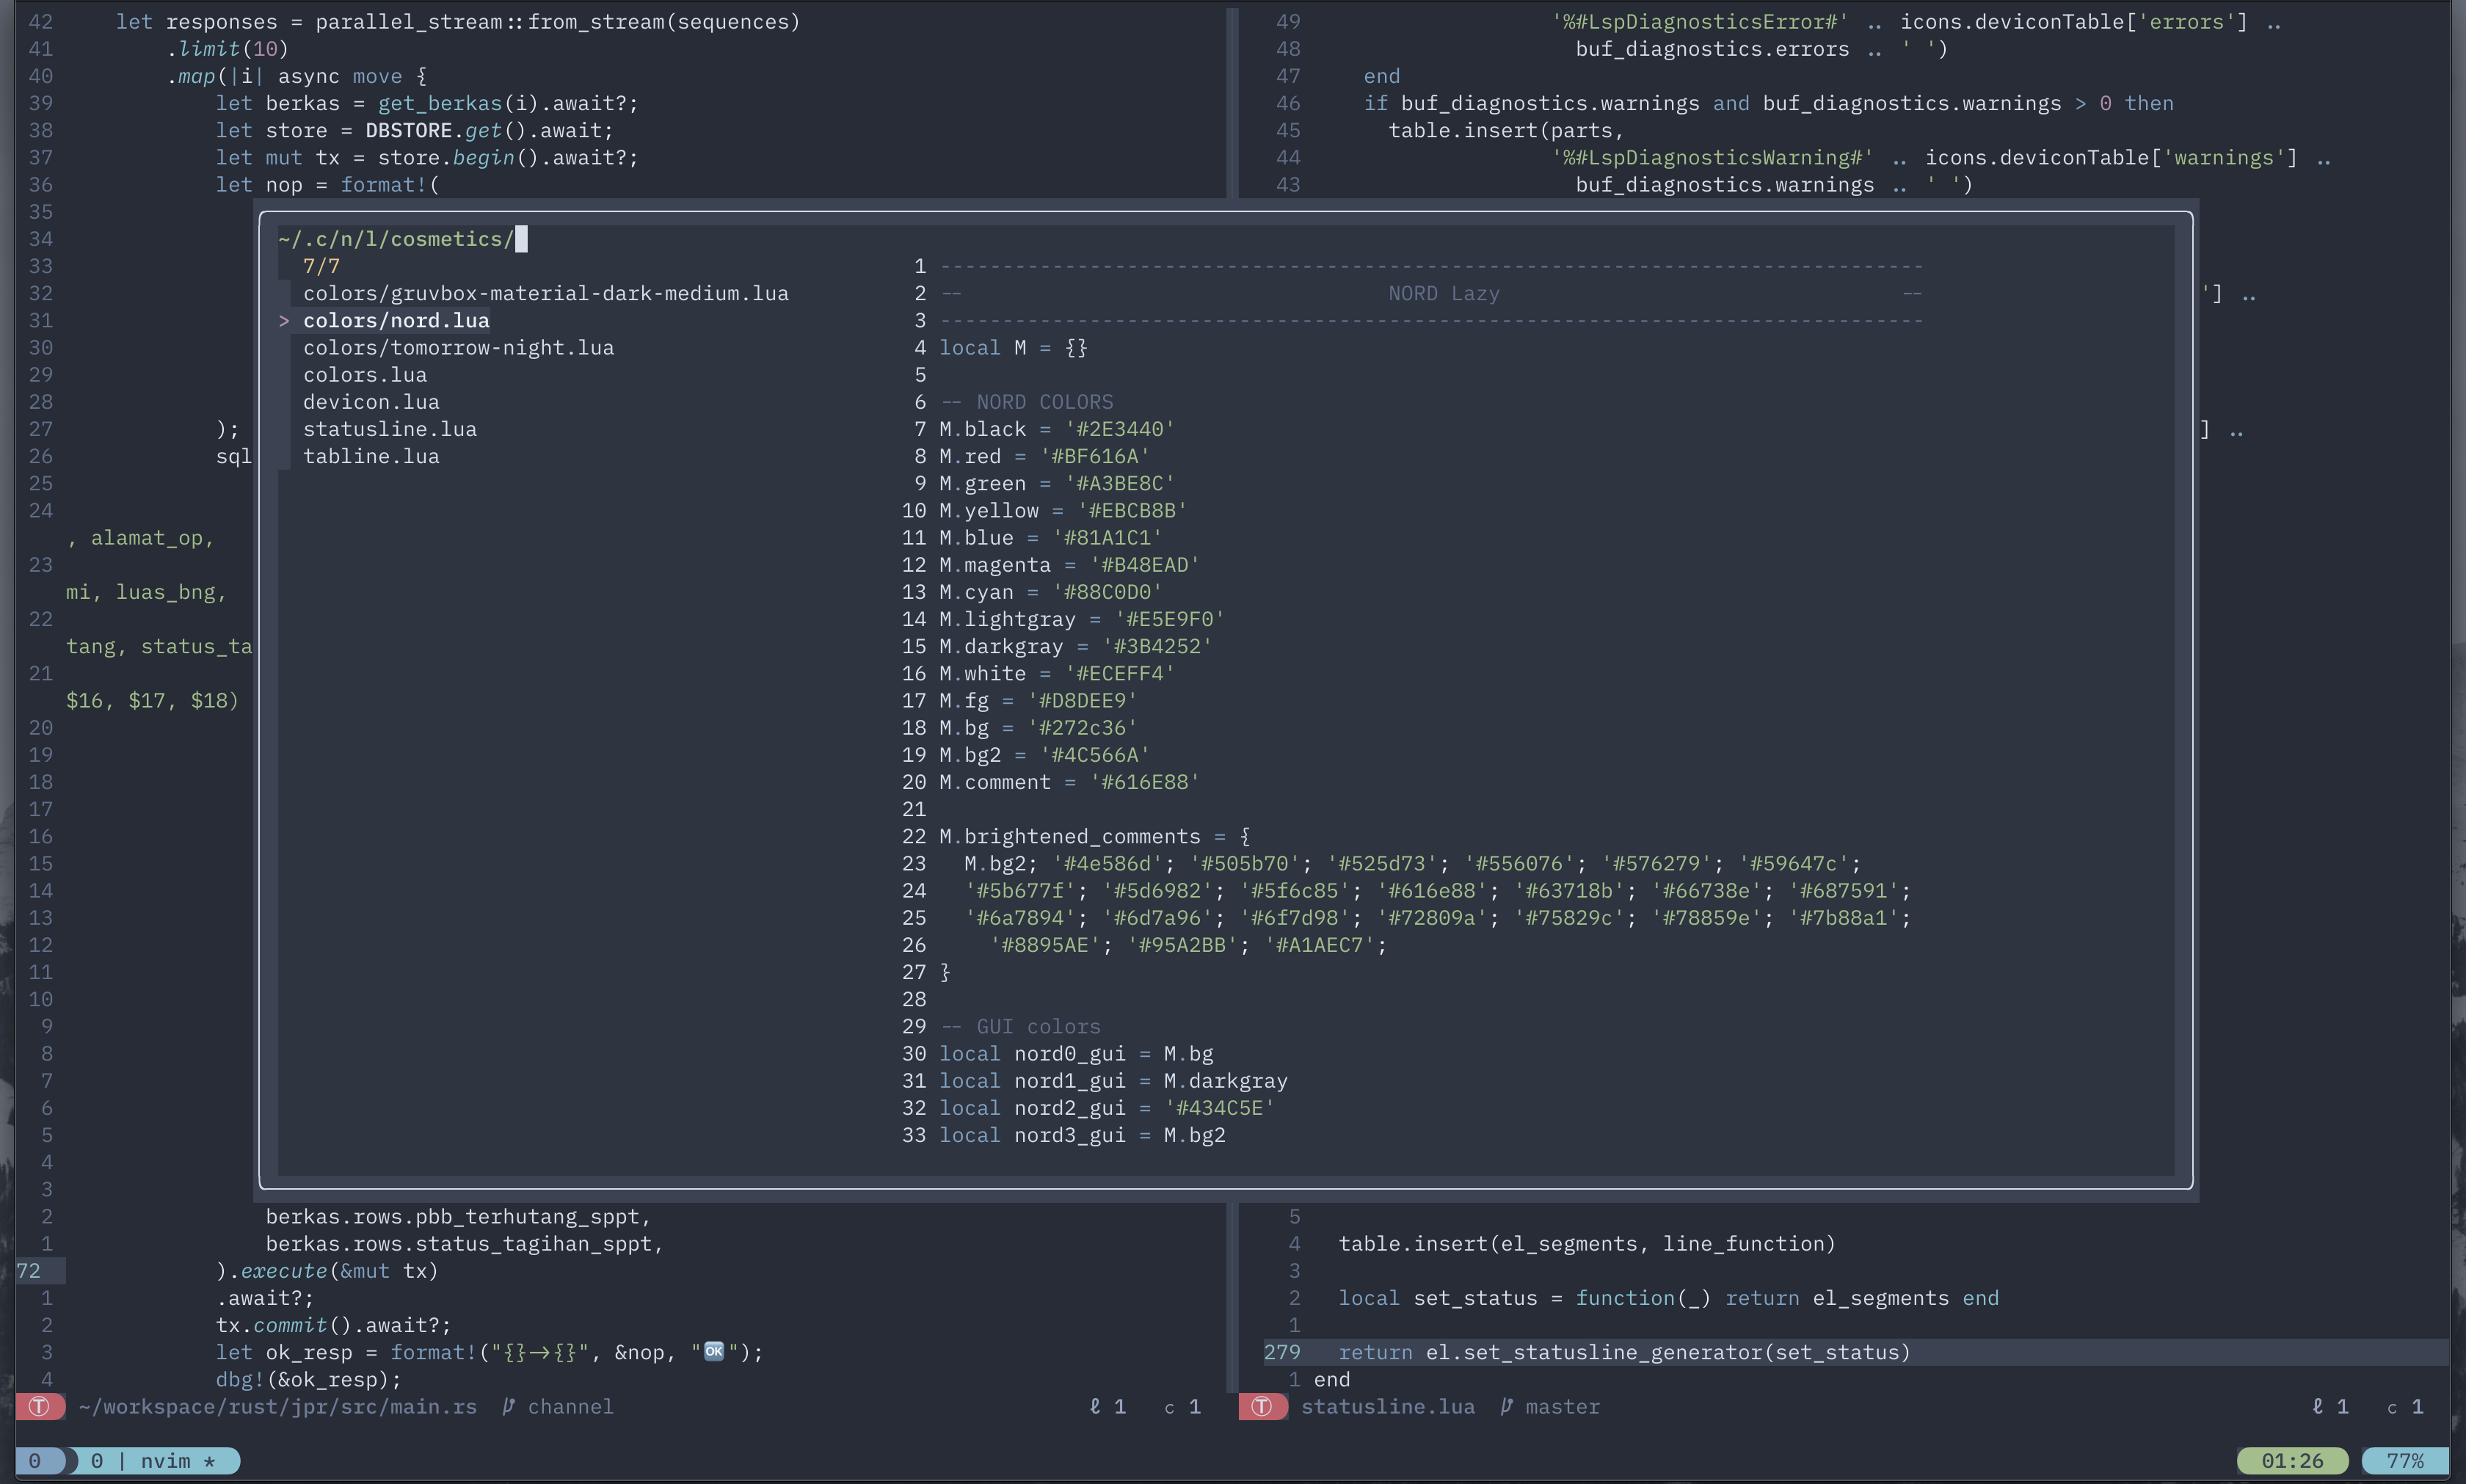 42     let responses = parallel_stream::from_stream(sequences)
41         .limit(10)
40         .map(|i| async move {
39             let berkas = get_berkas(i).await?;
38             let store = DBSTORE.get().await;
37             let mut tx = store.begin().await?;
36             let nop = format!(
35
34
33
32
31
30
29
28
27             );
26             sql
25
24
, alamat_op,
23
mi, luas_bng,
22
tang, status_ta
21
$16, $17, $18)
20
19
18
17
16
15
14
13
12
11
10
9
8
7
6
5
4
3
2                 berkas.rows.pbb_terhutang_sppt,
1                 berkas.rows.status_tagihan_sppt,
72             ).execute(&mut tx)
1             .await?;
2             tx.commit().await?;
3             let ok_resp = format!("{}->{}", &nop, "🆗");
4             dbg!(&ok_resp);
Ⓣ ~/workspace/rust/jpr/src/main.rs channel ℓ 1 c 1
49                     '%#LspDiagnosticsError#' .. icons.deviconTable['errors'] ..
48                       buf_diagnostics.errors .. ' ')
47     end
46     if buf_diagnostics.warnings and buf_diagnostics.warnings > 0 then
45       table.insert(parts,
44                     '%#LspDiagnosticsWarning#' .. icons.deviconTable['warnings'] ..
43                       buf_diagnostics.warnings .. ' ')
'] ..
] ..
5
4   table.insert(el_segments, line_function)
3
2   local set_status = function(_) return el_segments end
1
279   return el.set_statusline_generator(set_status)
1 end
Ⓣ statusline.lua master ℓ 1 c 1
~/.c/n/l/cosmetics/
7/7
colors/gruvbox-material-dark-medium.lua
> colors/nord.lua
colors/tomorrow-night.lua
colors.lua
devicon.lua
statusline.lua
tabline.lua
1 -------------------------------------------------------------------------------
2 --                                  NORD Lazy                                --
3 -------------------------------------------------------------------------------
4 local M = {}
5
6 -- NORD COLORS
7 M.black = '#2E3440'
8 M.red = '#BF616A'
9 M.green = '#A3BE8C'
10 M.yellow = '#EBCB8B'
11 M.blue = '#81A1C1'
12 M.magenta = '#B48EAD'
13 M.cyan = '#88C0D0'
14 M.lightgray = '#E5E9F0'
15 M.darkgray = '#3B4252'
16 M.white = '#ECEFF4'
17 M.fg = '#D8DEE9'
18 M.bg = '#272c36'
19 M.bg2 = '#4C566A'
20 M.comment = '#616E88'
21
22 M.brightened_comments = {
23   M.bg2; '#4e586d'; '#505b70'; '#525d73'; '#556076'; '#576279'; '#59647c';
24   '#5b677f'; '#5d6982'; '#5f6c85'; '#616e88'; '#63718b'; '#66738e'; '#687591';
25   '#6a7894'; '#6d7a96'; '#6f7d98'; '#72809a'; '#75829c'; '#78859e'; '#7b88a1';
26     '#8895AE'; '#95A2BB'; '#A1AEC7';
27 }
28
29 -- GUI colors
30 local nord0_gui = M.bg
31 local nord1_gui = M.darkgray
32 local nord2_gui = '#434C5E'
33 local nord3_gui = M.bg2
0  0 | nvim *
01:26 77%